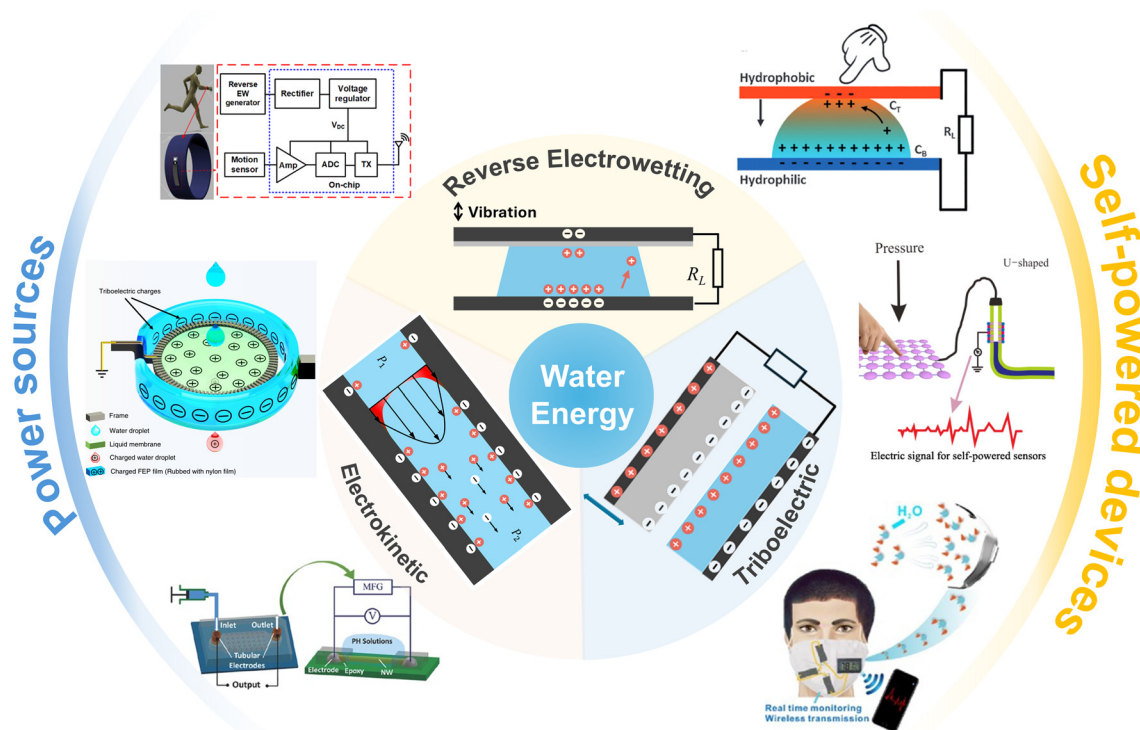 Power sources
Self-powered devices
Reverse
EW
generator
Rectifier
Voltage
regulator
VDC
Motion
sensor
Amp
ADC
TX
On-chip
Hydrophobic
- - -
+ + +
CT
+
RL
CB
+ + + + + + + + + + +
- - - - - - - - - - - -
Hydrophilic
Reverse Electrowetting
Vibration
RL
Triboelectric charges
Frame
Water droplet
Liquid membrane
Charged water droplet
Charged FEP film (Rubbed with nylon film)
Water
Energy
P1
P2
Electrokinetic
Triboelectric
Pressure
U-shaped
Electric signal for self-powered sensors
Inlet
Outlet
Tubular
Electrodes
Output
MFG
V
PH Solutions
Electrode
Epoxy
NW
H2O
Real time monitoring
Wireless transmission